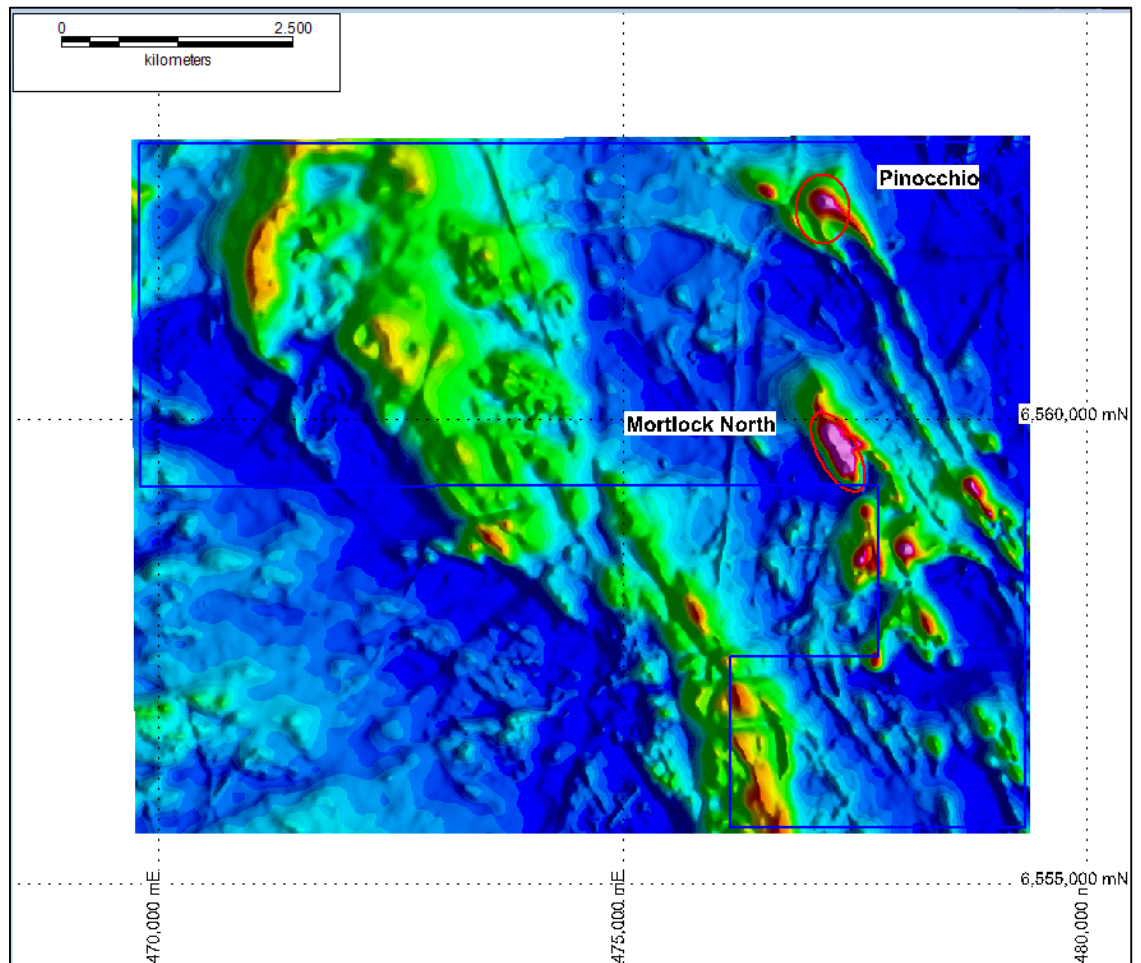 0 2.500
kilometers
Pinocchio
Mortlock North
6,560,000 mN
6,555,000 mN
470,000 mE
475,000 mE
480,000 m